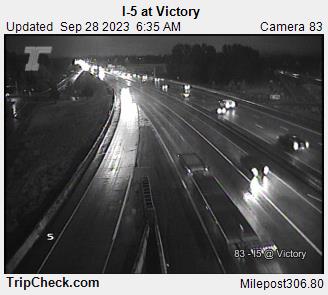 I-5 at Victory
Updated Sep 28 2023 6:35 AM Camera 83
T
S
83 - I5 @ Victory
TripCheck.com Milepost306.80